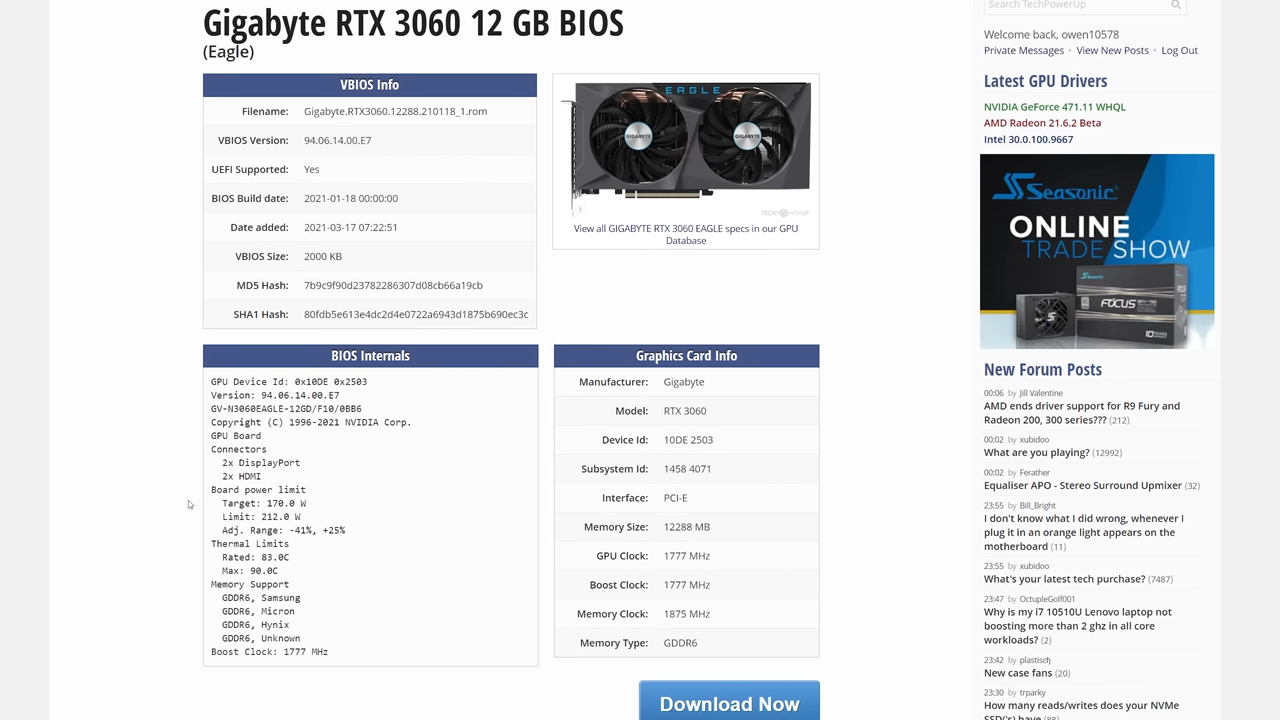 Gigabyte RTX 3060 12 GB BIOS
(Eagle)
VBIOS Info
Filename: Gigabyte.RTX3060.12288.210118_1.rom
VBIOS Version: 94.06.14.00.E7
UEFI Supported: Yes
BIOS Build date: 2021-01-18 00:00:00
Date added: 2021-03-17 07:22:51
VBIOS Size: 2000 KB
MD5 Hash: 7b9c9f90d23782286307d08cb66a19cb
SHA1 Hash: 80fdb5e613e4dc2d4e0722a6943d1875b690ec3c
EAGLE
GIGABYTE GIGABYTE
TECHPOWERUP
View all GIGABYTE RTX 3060 EAGLE specs in our GPU
Database
BIOS Internals
GPU Device Id: 0x10DE 0x2503
Version: 94.06.14.00.E7
GV-N3060EAGLE-12GD/F10/0BB6
Copyright (C) 1996-2021 NVIDIA Corp.
GPU Board
Connectors
2x DisplayPort
2x HDMI
Board power limit
Target: 170.0 W
Limit: 212.0 W
Adj. Range: -41%, +25%
Thermal Limits
Rated: 83.0C
Max: 90.0C
Memory Support
GDDR6, Samsung
GDDR6, Micron
GDDR6, Hynix
GDDR6, Unknown
Boost Clock: 1777 MHz
Graphics Card Info
Manufacturer: Gigabyte
Model: RTX 3060
Device Id: 10DE 2503
Subsystem Id: 1458 4071
Interface: PCI-E
Memory Size: 12288 MB
GPU Clock: 1777 MHz
Boost Clock: 1777 MHz
Memory Clock: 1875 MHz
Memory Type: GDDR6
Download Now
Search TechPowerUp
Welcome back, owen10578
Private Messages • View New Posts • Log Out
Latest GPU Drivers
NVIDIA GeForce 471.11 WHQL
AMD Radeon 21.6.2 Beta
Intel 30.0.100.9667
Seasonic
ONLINE
TRADE SHOW
Seasonic
FOCUS
New Forum Posts
00:06 by Jill Valentine
AMD ends driver support for R9 Fury and
Radeon 200, 300 series??? (212)
00:02 by xubidoo
What are you playing? (12992)
00:02 by Ferather
Equaliser APO - Stereo Surround Upmixer (32)
23:55 by Bill_Bright
I don't know what I did wrong, whenever I
plug it in an orange light appears on the
motherboard (11)
23:55 by xubidoo
What's your latest tech purchase? (7487)
23:47 by OctupleGolf001
Why is my i7 10510U Lenovo laptop not
boosting more than 2 ghz in all core
workloads? (2)
23:42 by plastiscɧ
New case fans (20)
23:30 by trparky
How many reads/writes does your NVMe
SSD('s) have (88)